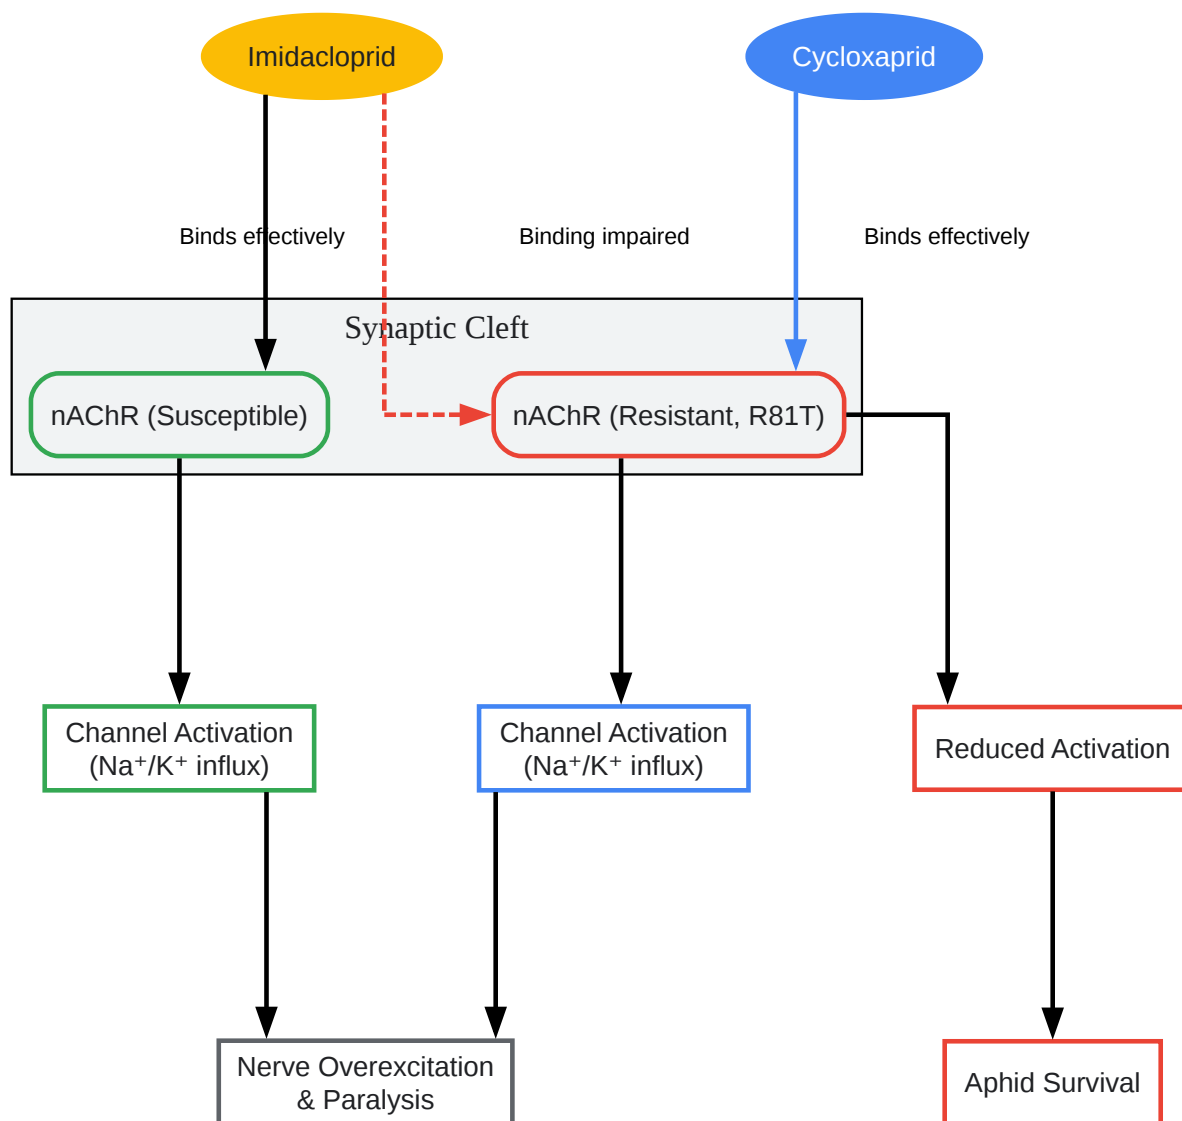 Imidacloprid
Cycloxaprid
Binds effectively
Binding impaired
Binds effectively
Synaptic Cleft
nAChR (Susceptible)
nAChR (Resistant, R81T)
Channel Activation
(Na⁺/K⁺ influx)
Channel Activation
(Na⁺/K⁺ influx)
Reduced Activation
Nerve Overexcitation
& Paralysis
Aphid Survival